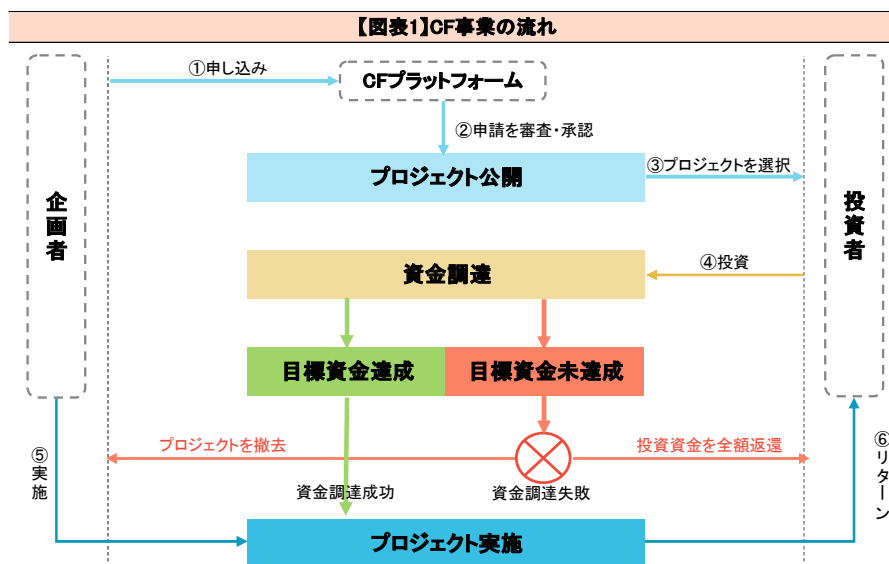 【図表1】CF事業の流れ
①申し込み
CFプラットフォーム
②申請を審査・承認
プロジェクト公開
③プロジェクトを選択
企画者
投資者
資金調達
④投資
目標資金達成
目標資金未達成
プロジェクトを撤去
投資資金を全額返還
⑤実施
⑥リターン
資金調達成功
資金調達失敗
プロジェクト実施